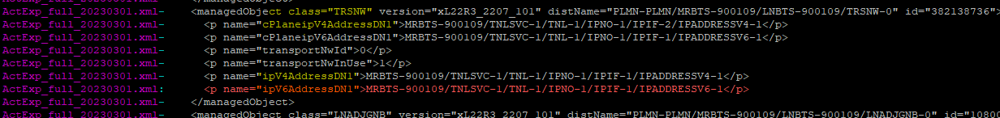 ActExp_full_20230301.xml-    </managedObject>
ActExp_full_20230301.xml-    <managedObject class="TRSNW" version="xL22R3_2207_101" distName="PLMN-PLMN/MRBTS-900109/LNBTS-900109/TRSNW-0" id="382138736">
ActExp_full_20230301.xml-      <p name="cPlaneipV4AddressDN1">MRBTS-900109/TNLSVC-1/TNL-1/IPNO-1/IPIF-2/IPADDRESSV4-1</p>
ActExp_full_20230301.xml-      <p name="cPlaneipV6AddressDN1">MRBTS-900109/TNLSVC-1/TNL-1/IPNO-1/IPIF-1/IPADDRESSV6-1</p>
ActExp_full_20230301.xml-      <p name="transportNwId">0</p>
ActExp_full_20230301.xml-      <p name="transportNwInUse">1</p>
ActExp_full_20230301.xml-      <p name="ipV4AddressDN1">MRBTS-900109/TNLSVC-1/TNL-1/IPNO-1/IPIF-1/IPADDRESSV4-1</p>
ActExp_full_20230301.xml:      <p name="ipV6AddressDN1">MRBTS-900109/TNLSVC-1/TNL-1/IPNO-1/IPIF-1/IPADDRESSV6-1</p>
ActExp_full_20230301.xml-    </managedObject>
ActExp_full_20230301.xml-    <managedObject class="LNADJGNB" version="xL22R3_2207_101" distName="PLMN-PLMN/MRBTS-900109/LNBTS-900109/LNADJGNB-0" id="1080